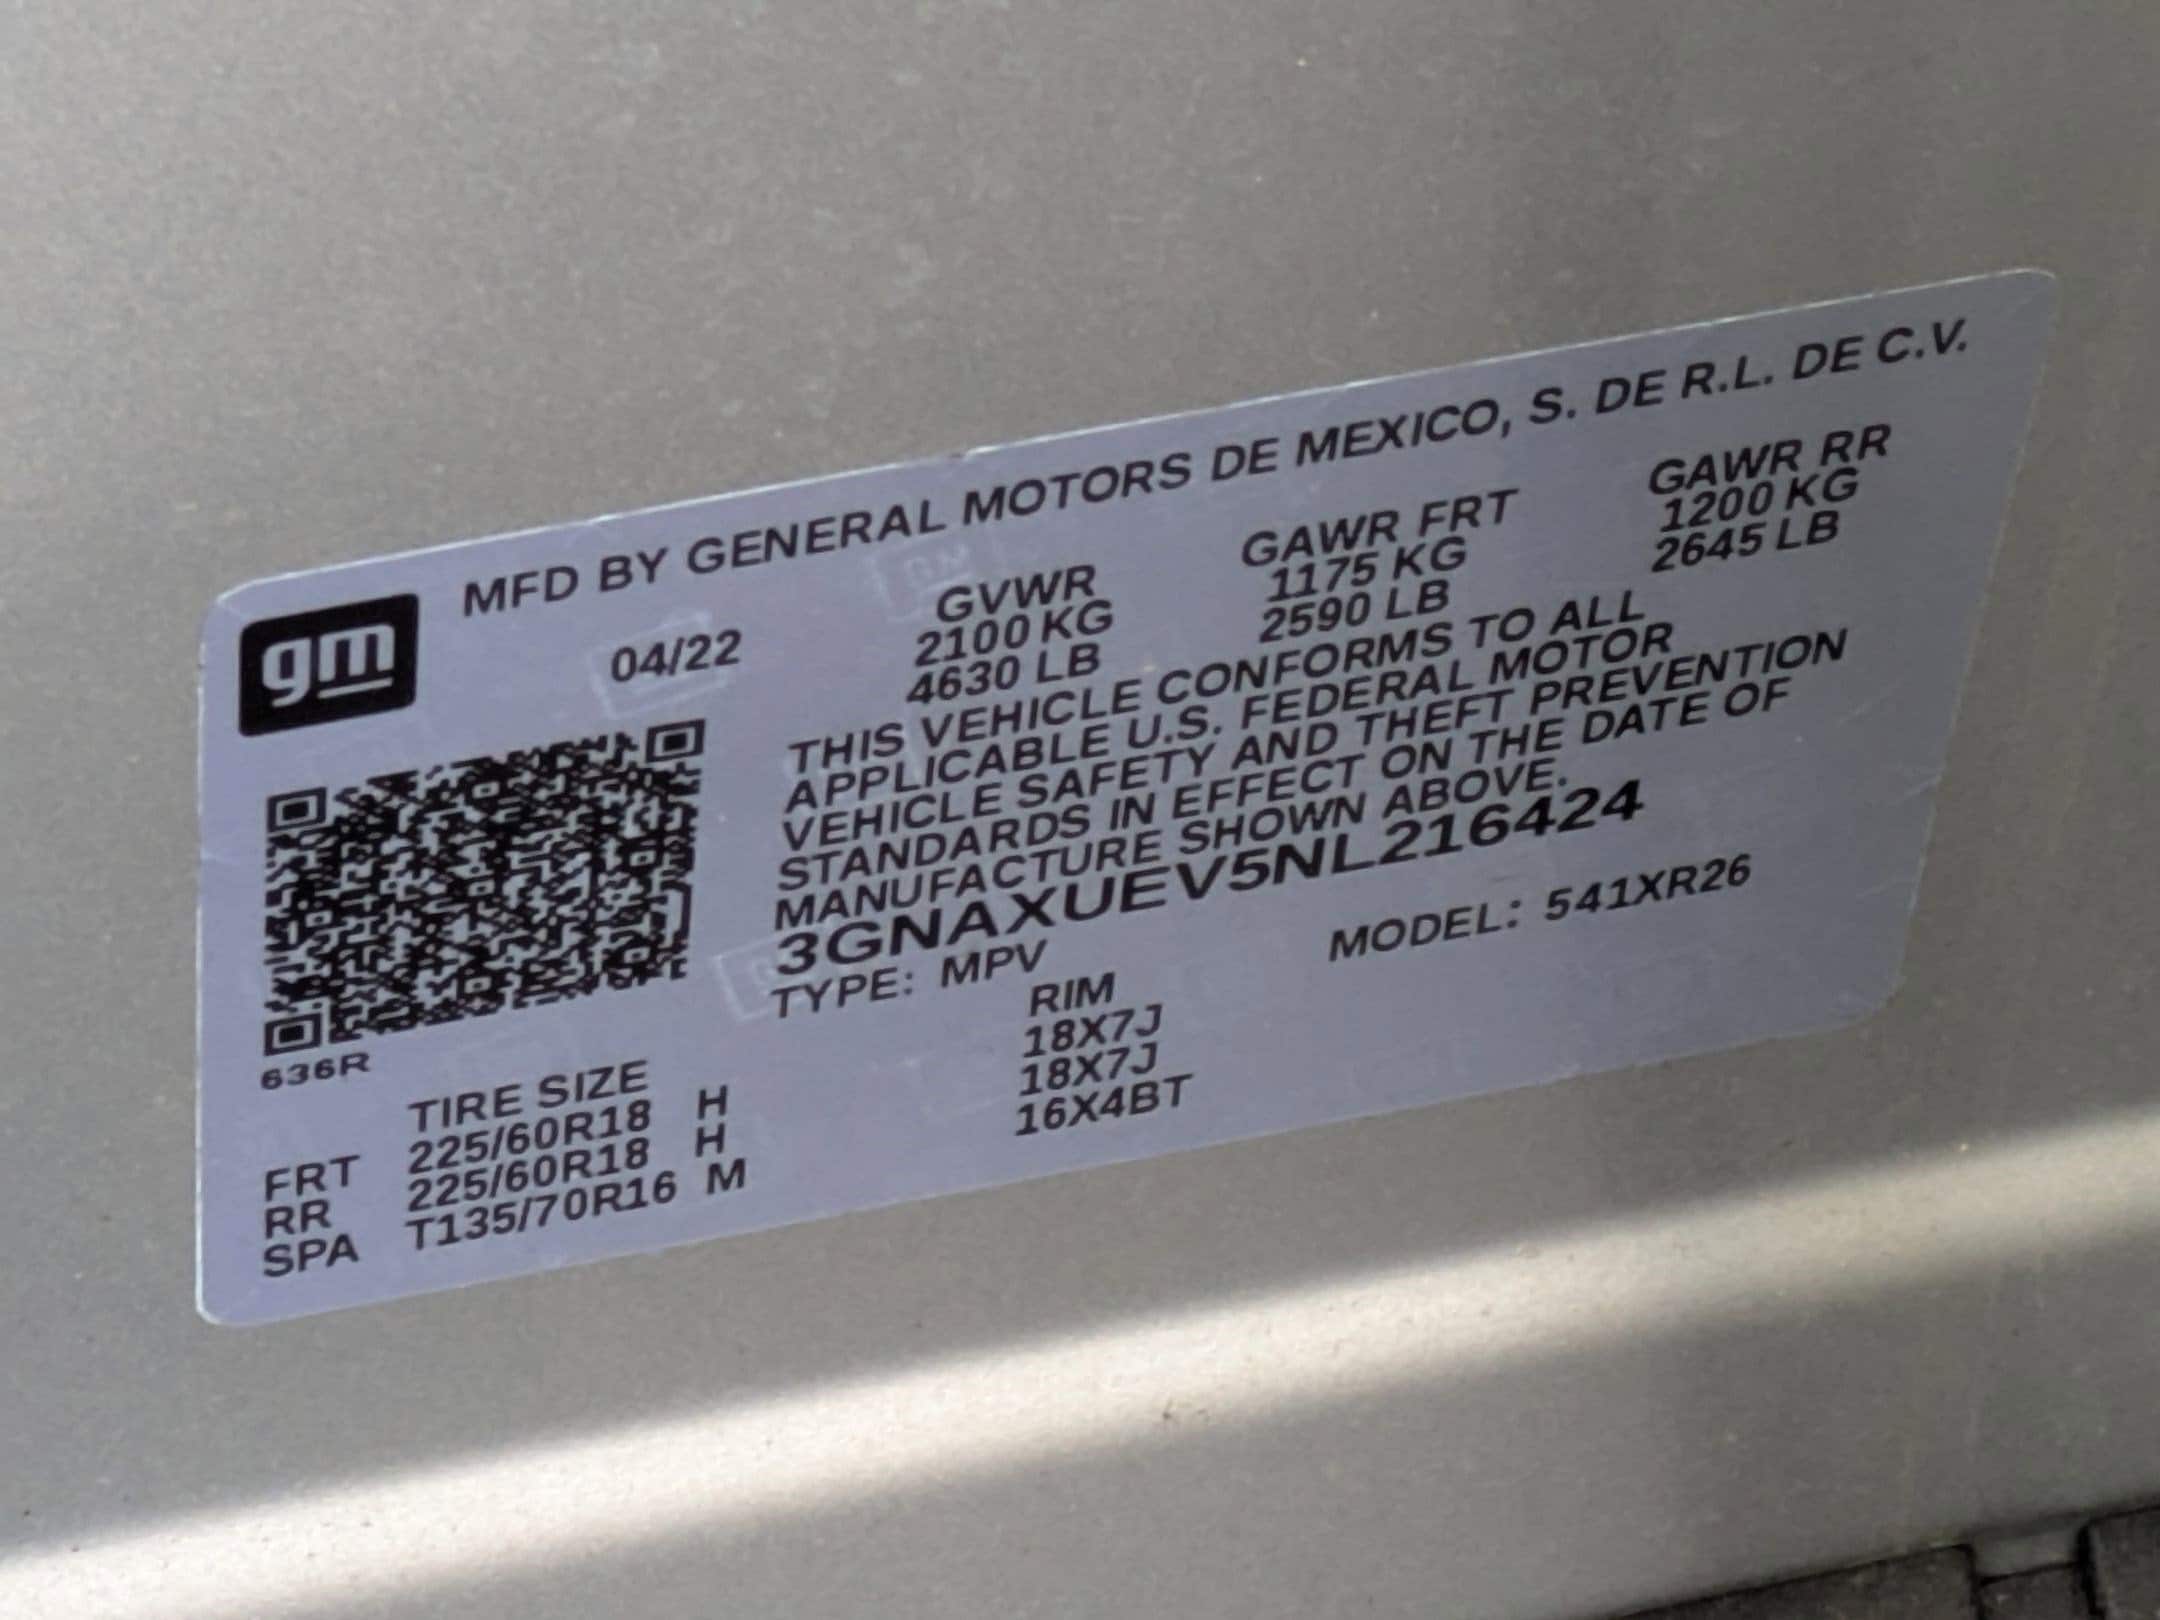 gm
MFD BY GENERAL MOTORS DE MEXICO, S. DE R.L. DE C.V.
04/22 GVWR GAWR FRT GAWR RR
2100 KG 1175 KG 1200 KG
4630 LB 2590 LB 2645 LB
THIS VEHICLE CONFORMS TO ALL
APPLICABLE U.S. FEDERAL MOTOR
VEHICLE SAFETY AND THEFT PREVENTION
STANDARDS IN EFFECT ON THE DATE OF
MANUFACTURE SHOWN ABOVE.
3GNAXUEV5NL216424
TYPE: MPV MODEL: 541XR26
636R
TIRE SIZE RIM
FRT 225/60R18 H 18X7J
RR 225/60R18 H 18X7J
SPA T135/70R16 M 16X4BT